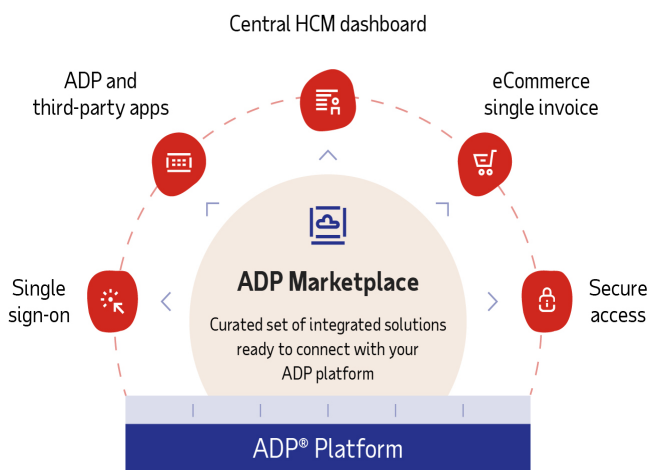 Central HCM dashboard
ADP and
third-party apps
eCommerce
single invoice
Single
sign-on
Secure
access
ADP Marketplace
Curated set of integrated solutions
ready to connect with your
ADP platform
ADP® Platform